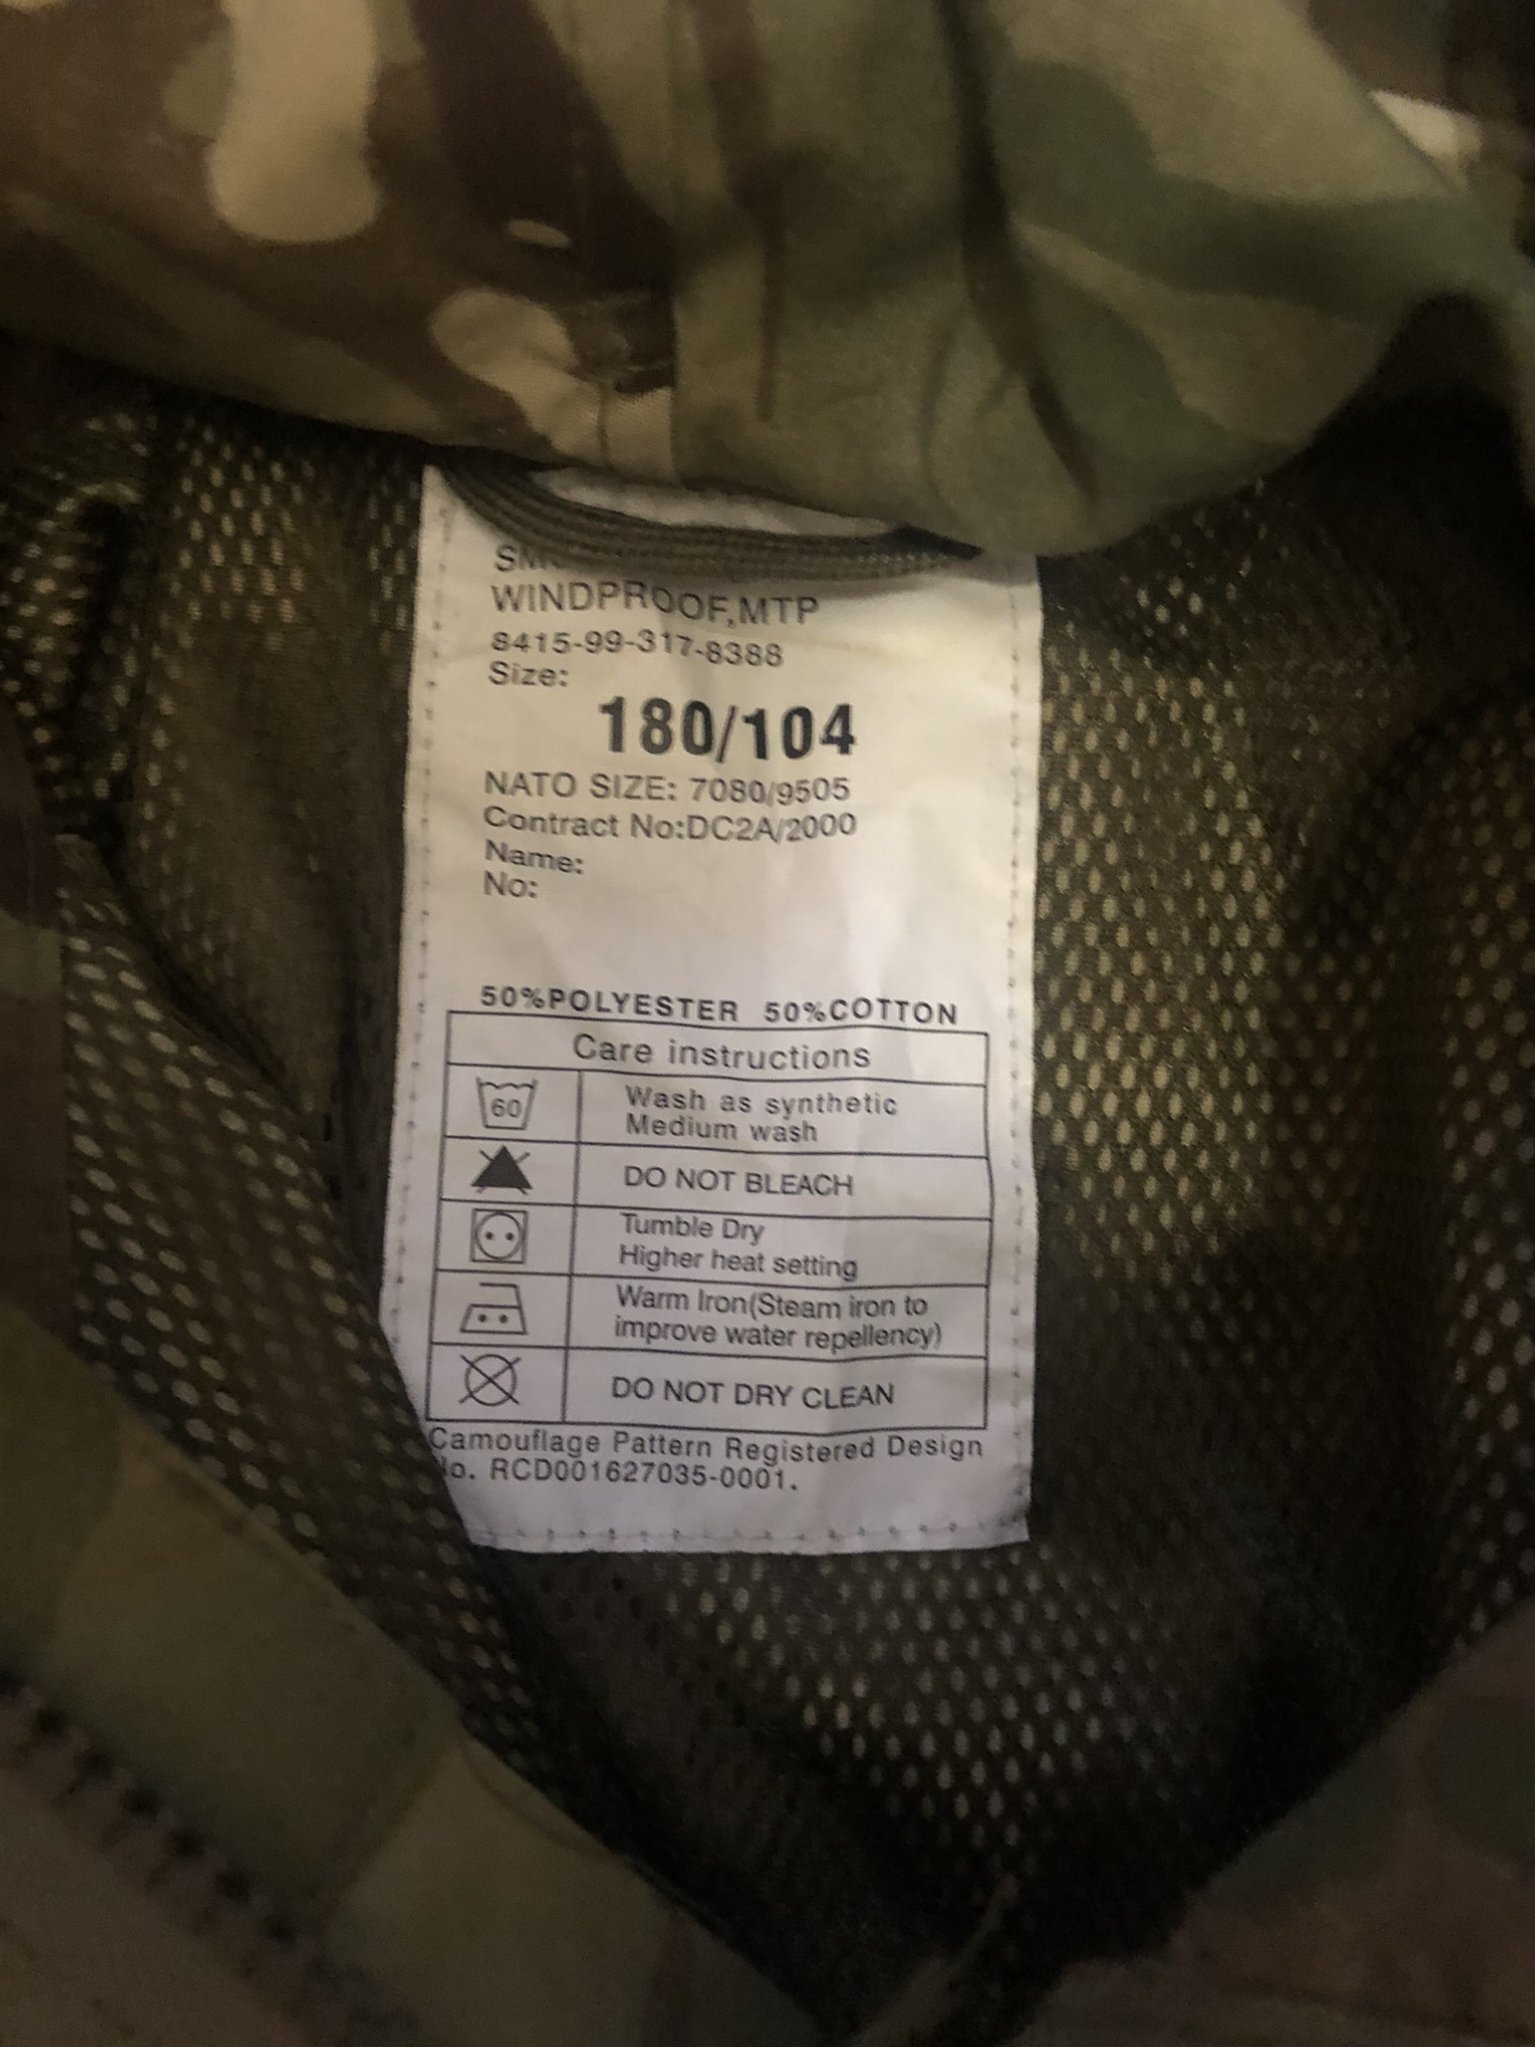 WINDPROOF,MTP
8415-99-317-8388
Size:
180/104
NATO SIZE: 7080/9505
Contract No:DC2A/2000
Name:
No:
50%POLYESTER 50%COTTON
Care instructions
60
Wash as synthetic
Medium wash
DO NOT BLEACH
Tumble Dry
Higher heat setting
Warm Iron(Steam iron to
improve water repellency)
DO NOT DRY CLEAN
Camouflage Pattern Registered Design
No. RCD001627035-0001.